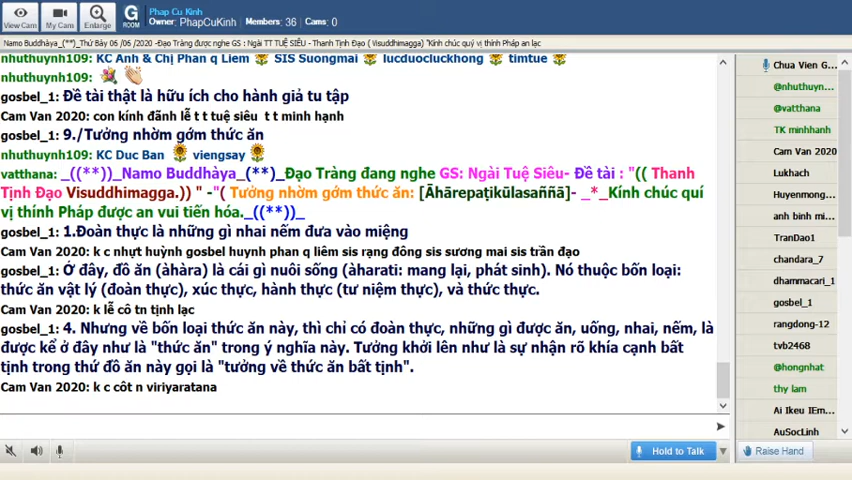 View Cam
My Cam
Enlarge
G
ROOM
Phap Cu Kinh
Owner: PhapCuKinh Members: 36 Cams: 0
Namo Buddhàya_(**)_Thứ Bảy 06 /06 /2020 -Đạo Tràng được nghe GS : Ngài TT TUỆ SIÊU - Thanh Tịnh Đạo ( Visuddhimagga) "Kính chúc quý vị thính Pháp an lạc
nhuthuynh109: KC Anh & Chị Phan q Liem SIS Suongmai lucduocluckhong timtue
nhuthuynh109:
gosbel_1: Đề tài thật là hữu ích cho hành giả tu tập
Cam Van 2020: con kính đãnh lễ t t tuệ siêu t t minh hạnh
gosbel_1: 9./Tưởng nhờm gớm thức ăn
nhuthuynh109: KC Duc Ban viengsay
vatthana: _((**))_Namo Buddhàya_(**)_Đạo Tràng đang nghe GS: Ngài Tuệ Siêu- Đề tài : "(( Thanh
Tịnh Đạo Visuddhimagga.)) " -"( Tưởng nhờm gớm thức ăn: [Āhārepaṭikūlasaññā]- _*_Kính chúc quí
vị thính Pháp được an vui tiến hóa._((**))_
gosbel_1: 1.Đoàn thực là những gì nhai nếm đưa vào miệng
Cam Van 2020: k c nhựt huỳnh gosbel huynh phan q liêm sis rạng đông sis sương mai sis trần đạo
gosbel_1: Ở đây, đồ ăn (àhàra) là cái gì nuôi sống (àharati: mang lại, phát sinh). Nó thuộc bốn loại:
thức ăn vật lý (đoàn thực), xúc thực, hành thực (tư niệm thực), và thức thực.
Cam Van 2020: k lễ cô tn tịnh lạc
gosbel_1: 4. Nhưng về bốn loại thức ăn này, thì chỉ có đoàn thực, những gì được ăn, uống, nhai, nếm, là
được kể ở đây như là "thức ăn" trong ý nghĩa này. Tưởng khởi lên như là sự nhận rõ khía cạnh bất
tịnh trong thứ đồ ăn này gọi là "tưởng về thức ăn bất tịnh".
Cam Van 2020: k c côt n viriyaratana
Chua Vien G...
@nhuthuyn...
@vatthana
TK minhhanh
Cam Van 2020
Lukhach
Huyenmong...
anh binh mi...
TranDao1
chandara_7
dhammacari_1
gosbel_1
rangdong-12
tvb2468
@hongnhat
thy lam
Ai Ikeu IEm...
AuSocLinh
Hold to Talk
Raise Hand